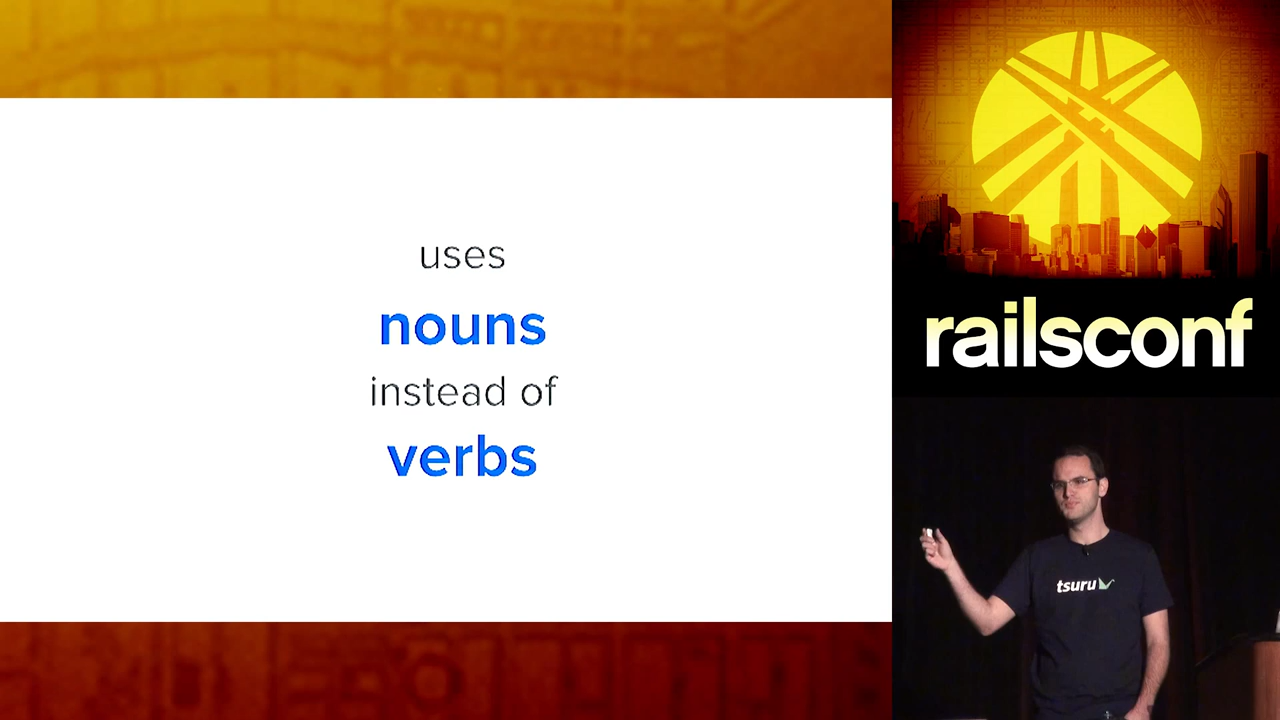 uses
nouns
instead of
verbs
railsconf
tsuru